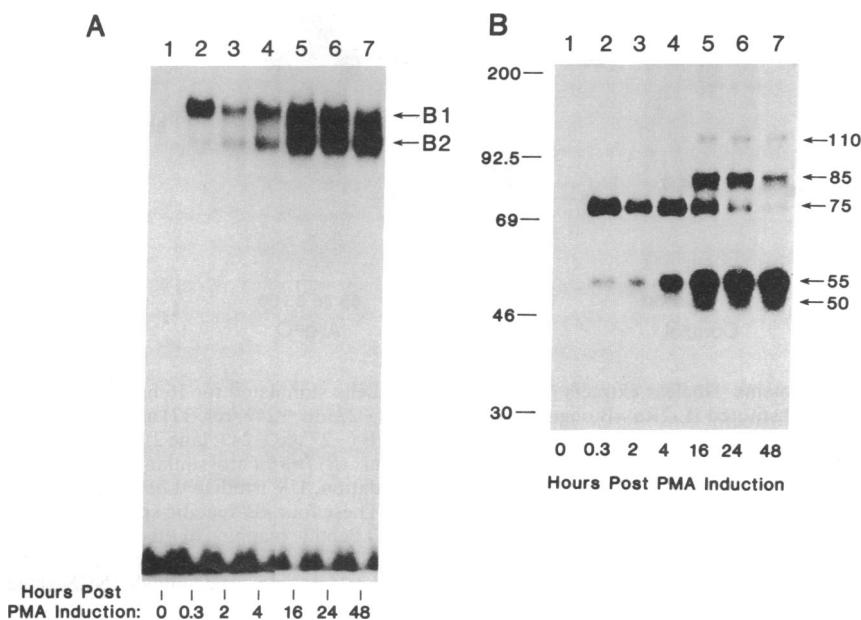 A
1 2 3 4 5 6 7
←B1
←B2
Hours Post
PMA Induction: 0 0.3 2 4 16 24 48
B
1 2 3 4 5 6 7
200—
92.5—
69—
46—
30—
←110
←85
←75
←55
←50
0 0.3 2 4 16 24 48
Hours Post PMA Induction